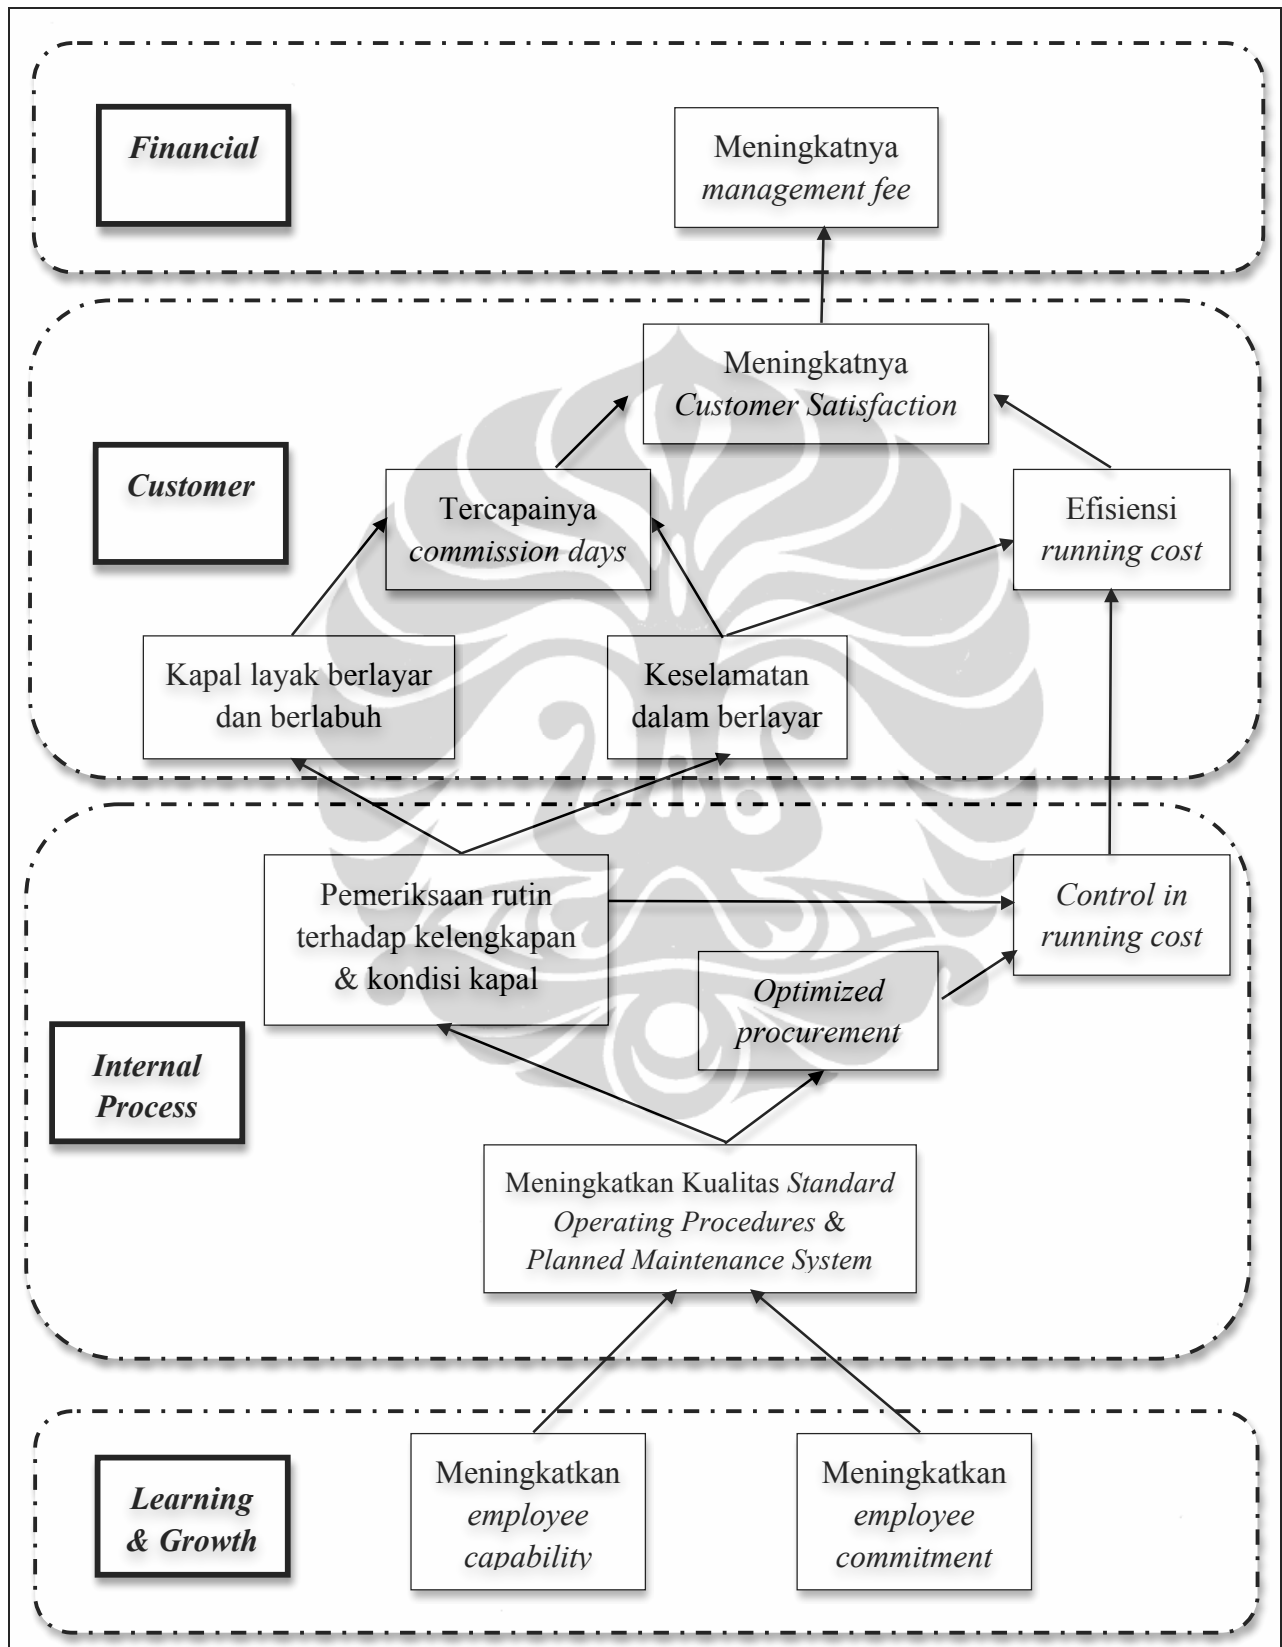 Financial
Meningkatnya
management fee
Meningkatnya
Customer Satisfaction
Customer
Tercapainya
commission days
Efisiensi
running cost
Kapal layak berlayar
dan berlabuh
Keselamatan
dalam berlayar
Pemeriksaan rutin
terhadap kelengkapan
& kondisi kapal
Control in
running cost
Optimized
procurement
Internal
Process
Meningkatkan Kualitas Standard
Operating Procedures &
Planned Maintenance System
Learning
& Growth
Meningkatkan
employee
capability
Meningkatkan
employee
commitment